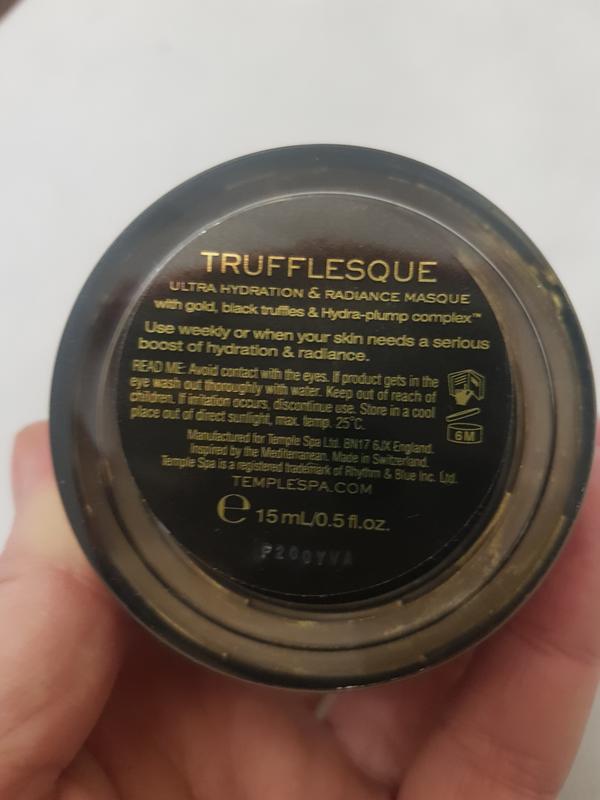 TRUFFLESQUE
ULTRA HYDRATION & RADIANCE MASQUE
with gold, black truffles & Hydra-plump complex™
Use weekly or when your skin needs a serious
boost of hydration & radiance.
READ ME: Avoid contact with the eyes. If product gets in the
eye wash out thoroughly with water. Keep out of reach of
children. If irritation occurs, discontinue use. Store in a cool
place out of direct sunlight, max. temp. 25°C.
6M
Manufactured for Temple Spa Ltd. BN17 6JX England.
Inspired by the Mediterranean. Made in Switzerland.
Temple Spa is a registered trademark of Rhythm & Blue Inc. Ltd.
TEMPLESPA.COM
e 15 mL/0.5 fl.oz.